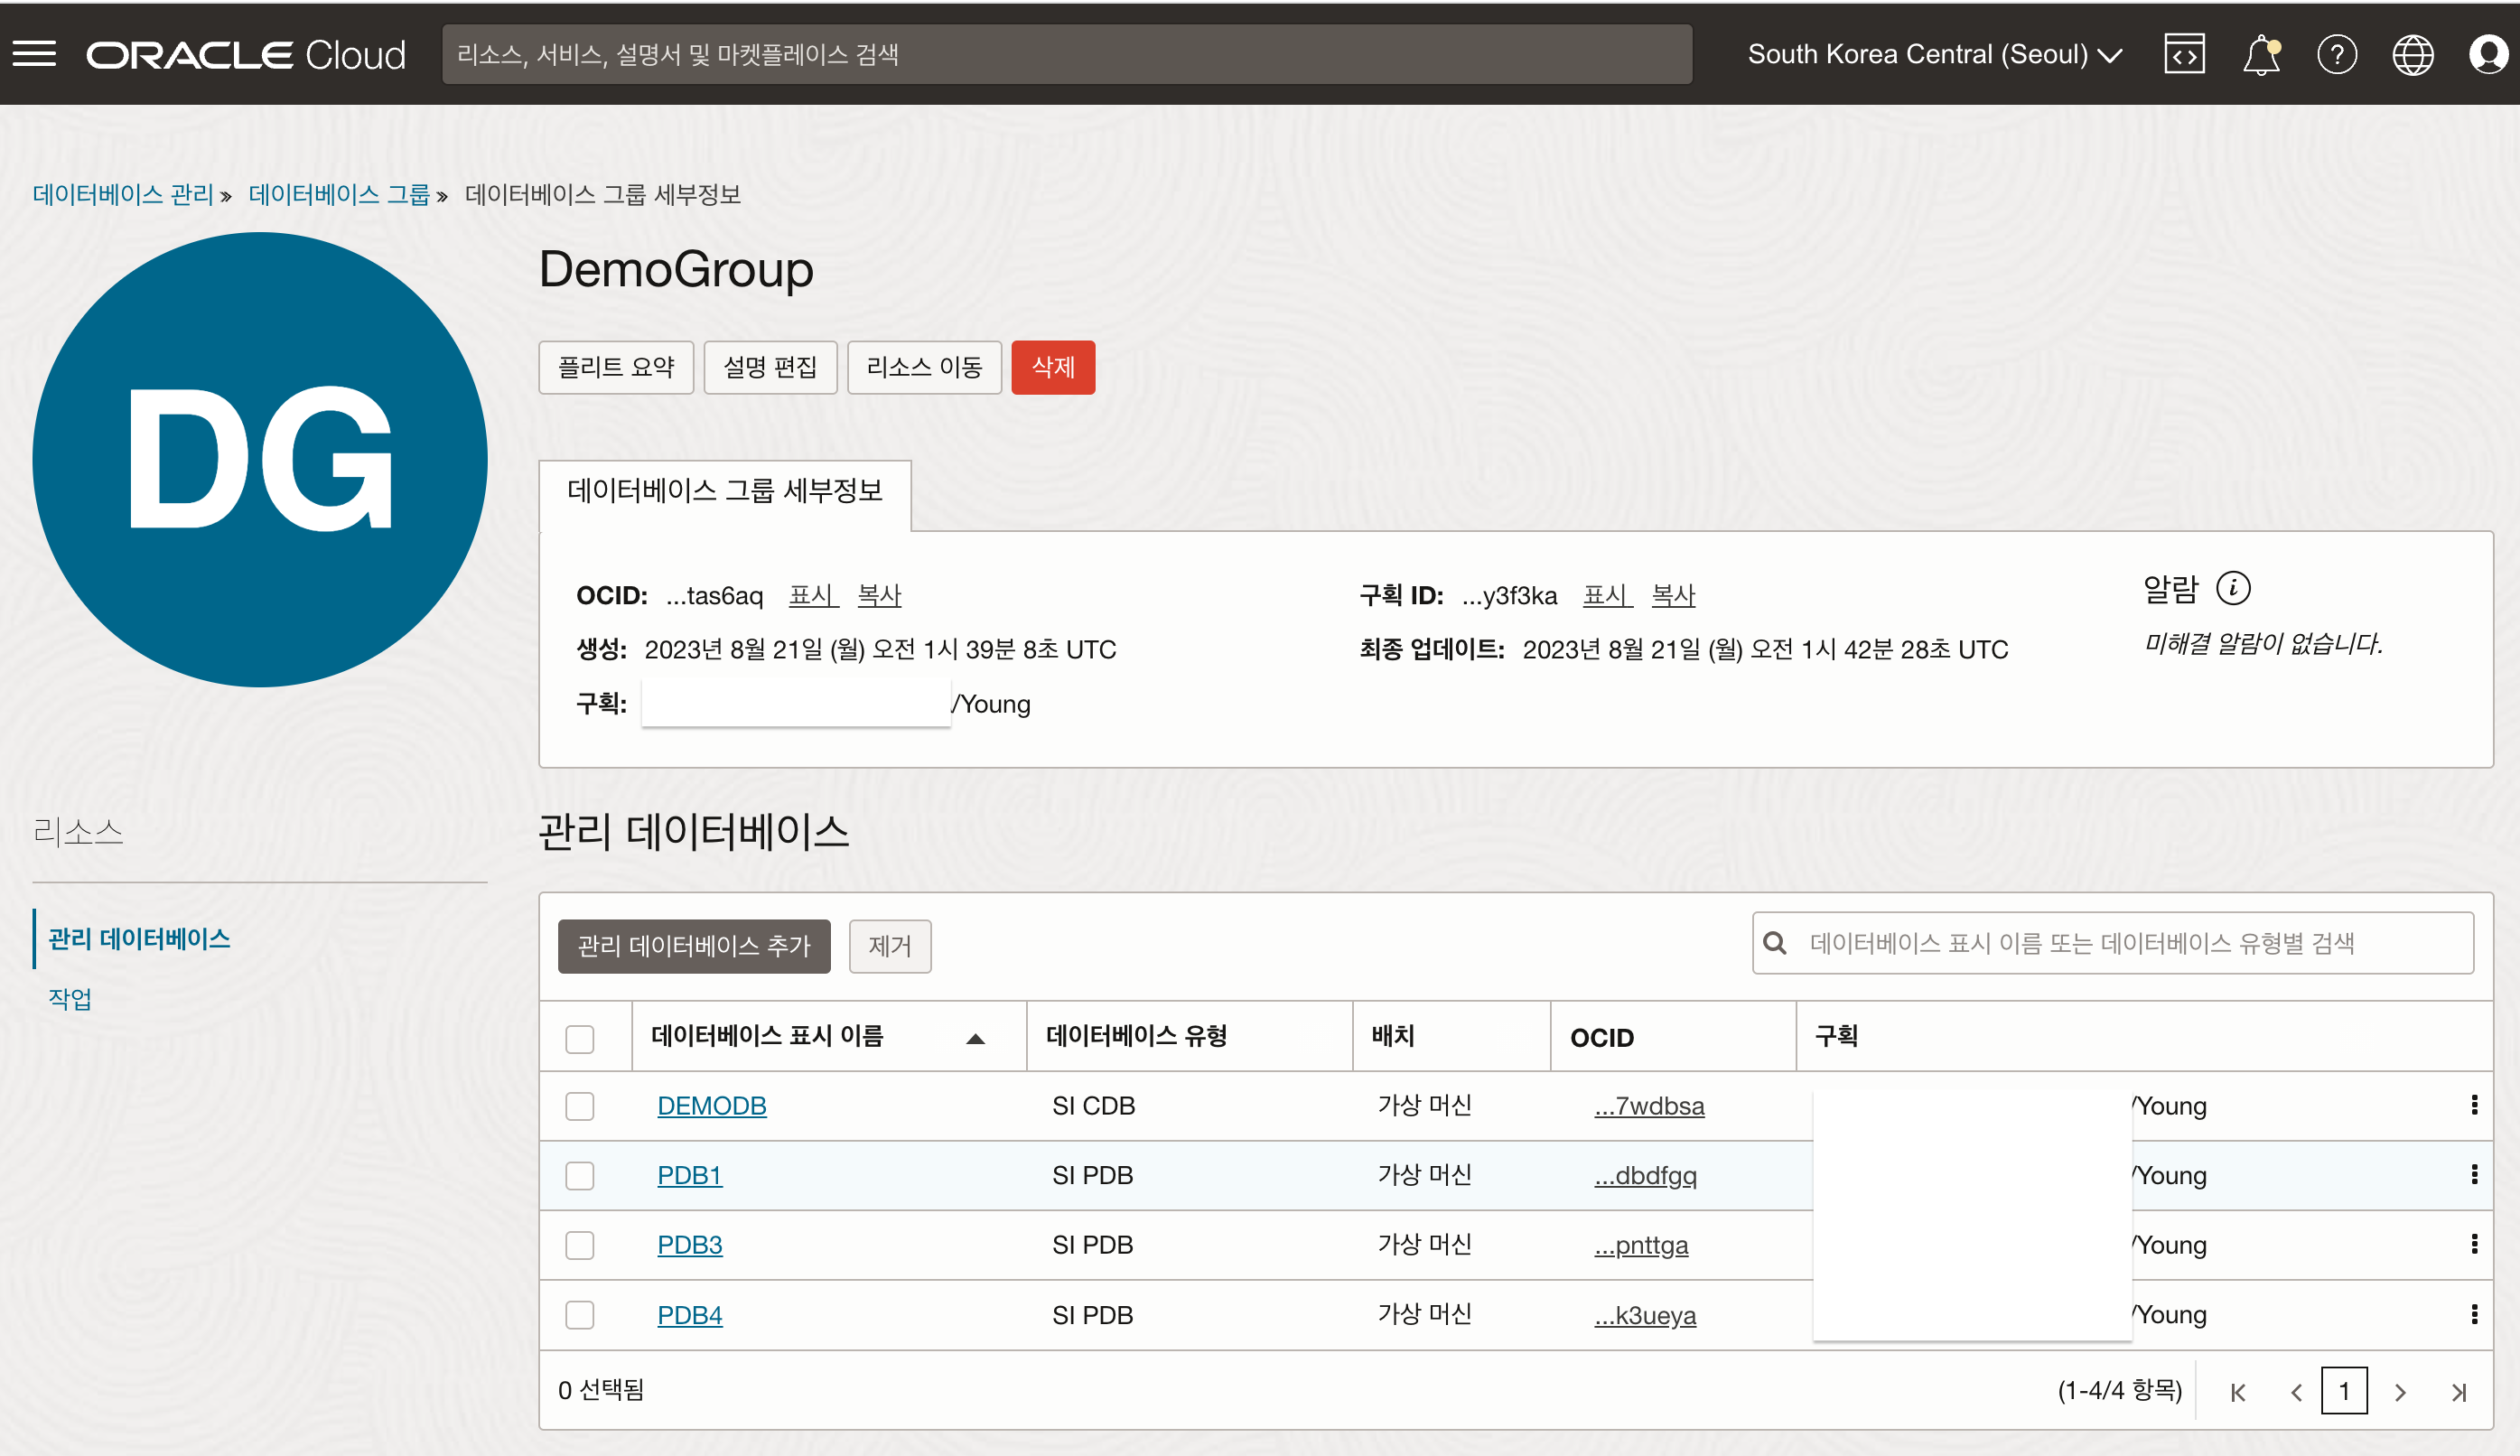 ORACLE Cloud 리소스, 서비스, 설명서 및 마켓플레이스 검색 South Korea Central (Seoul)
데이터베이스 관리 » 데이터베이스 그룹 » 데이터베이스 그룹 세부정보
DG
DemoGroup
플리트 요약 설명 편집 리소스 이동 삭제
데이터베이스 그룹 세부정보
OCID: ...tas6aq 표시 복사 구획 ID: ...y3f3ka 표시 복사 알람
생성: 2023년 8월 21일 (월) 오전 1시 39분 8초 UTC 최종 업데이트: 2023년 8월 21일 (월) 오전 1시 42분 28초 UTC 미해결 알람이 없습니다.
구획: /Young
리소스
관리 데이터베이스
작업
관리 데이터베이스
관리 데이터베이스 추가 제거 데이터베이스 표시 이름 또는 데이터베이스 유형별 검색
데이터베이스 표시 이름 데이터베이스 유형 배치 OCID 구획
DEMODB SI CDB 가상 머신 ...7wdbsa /Young
PDB1 SI PDB 가상 머신 ...dbdfgq /Young
PDB3 SI PDB 가상 머신 ...pnttga /Young
PDB4 SI PDB 가상 머신 ...k3ueya /Young
0 선택됨 (1-4/4 항목) 1